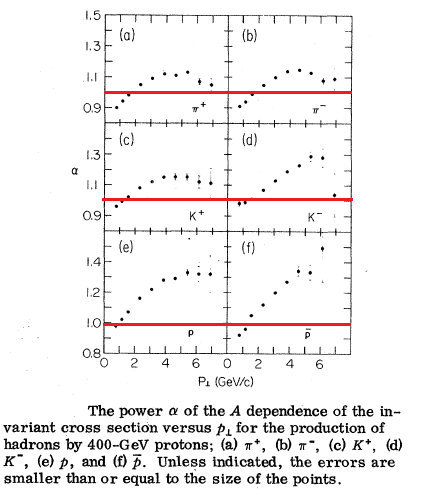 1.5
(a)
(b)
1.3
1.1
0.9
π+
π-
(c)
(d)
1.3
α
1.1
0.9
K+
K-
(e)
(f)
1.4
1.2
1.0
p
p̄
0.8
0 2 4 6 0 2 4 6
P⊥ (GeV/c)
The power α of the A dependence of the in-
variant cross section versus p⊥ for the production of
hadrons by 400-GeV protons; (a) π+, (b) π-, (c) K+, (d)
K-, (e) p, and (f) p̄. Unless indicated, the errors are
smaller than or equal to the size of the points.